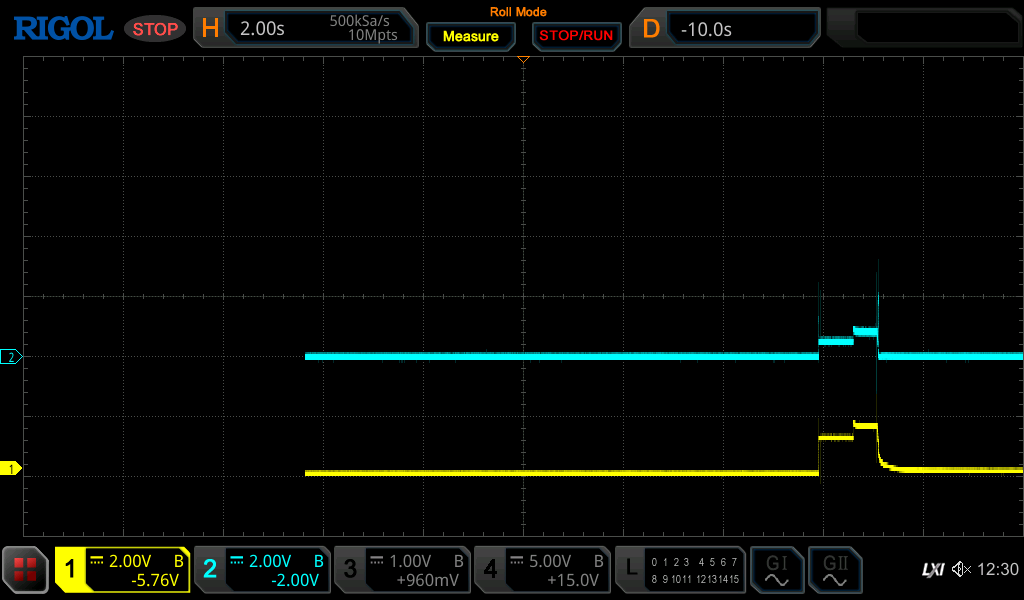 RIGOL STOP H 2.00s 500kSa/s 10Mpts Roll Mode Measure STOP/RUN D -10.0s
2
1
1 2.00V B -5.76V
2 2.00V B -2.00V
3 1.00V B +960mV
4 5.00V B +15.0V
L 0 1 2 3 4 5 6 7
8 9 10 11 12 13 14 15
GI GII
LXI 12:30